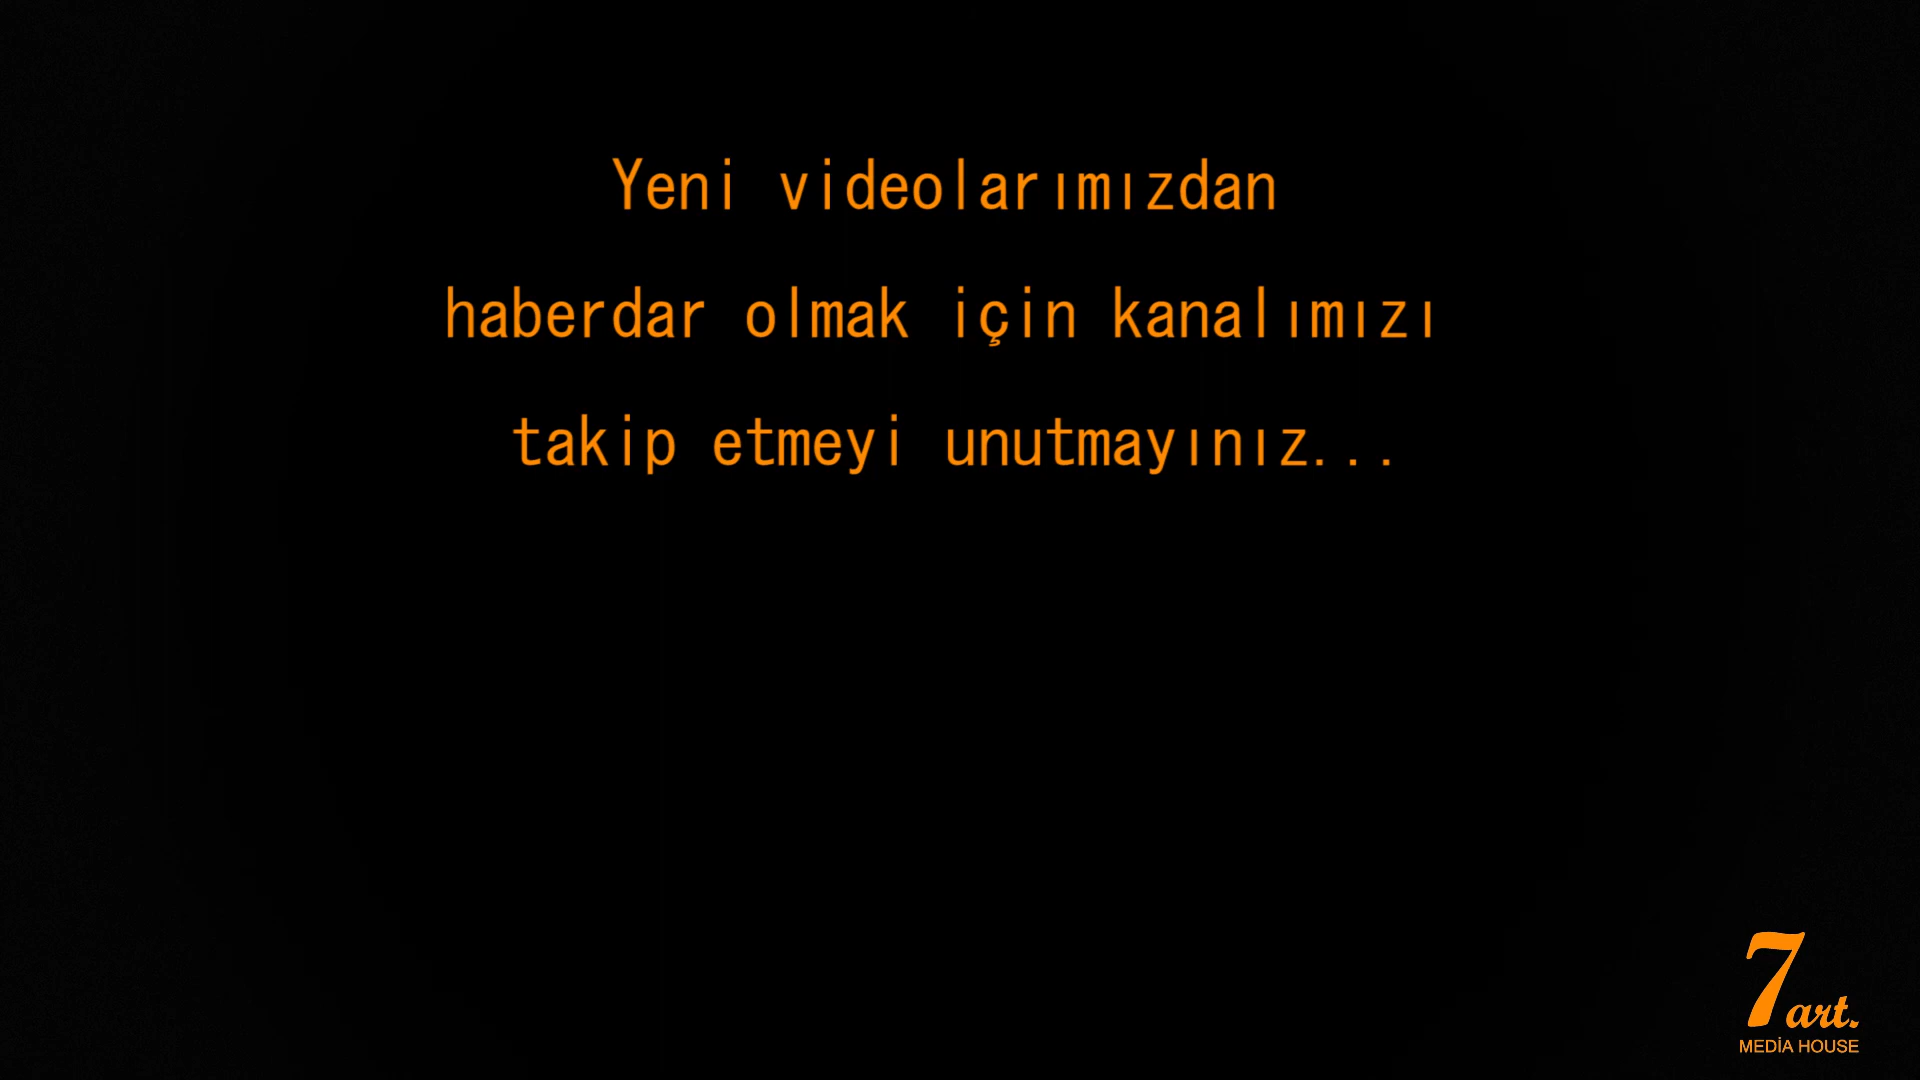 Yeni videolarımızdan
haberdar olmak için kanalımızı
takip etmeyi unutmayınız...
7art.
MEDİA HOUSE